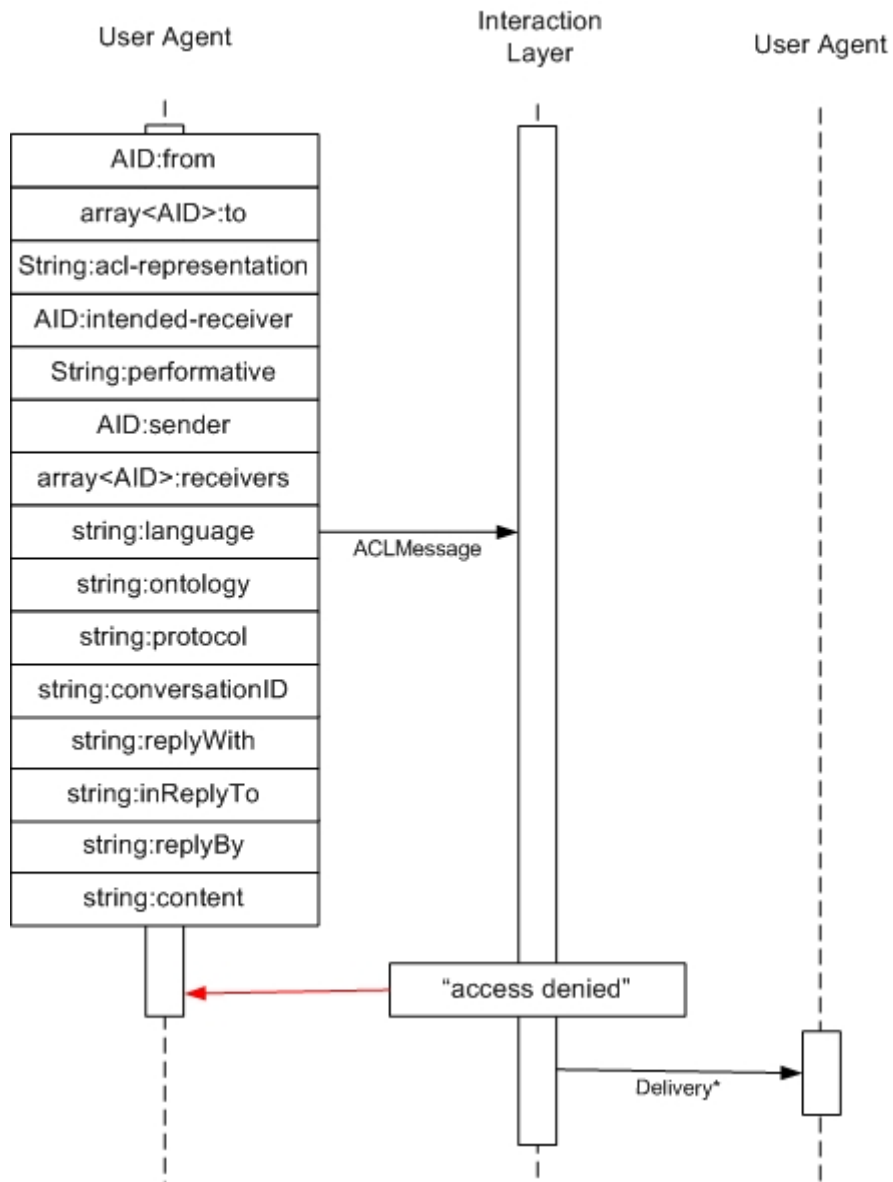 User Agent
Interaction
Layer
User Agent
AID:from
array<AID>:to
String:acl-representation
AID:intended-receiver
String:performative
AID:sender
array<AID>:receivers
string:language
ACLMessage
string:ontology
string:protocol
string:conversationID
string:replyWith
string:inReplyTo
string:replyBy
string:content
“access denied”
Delivery*